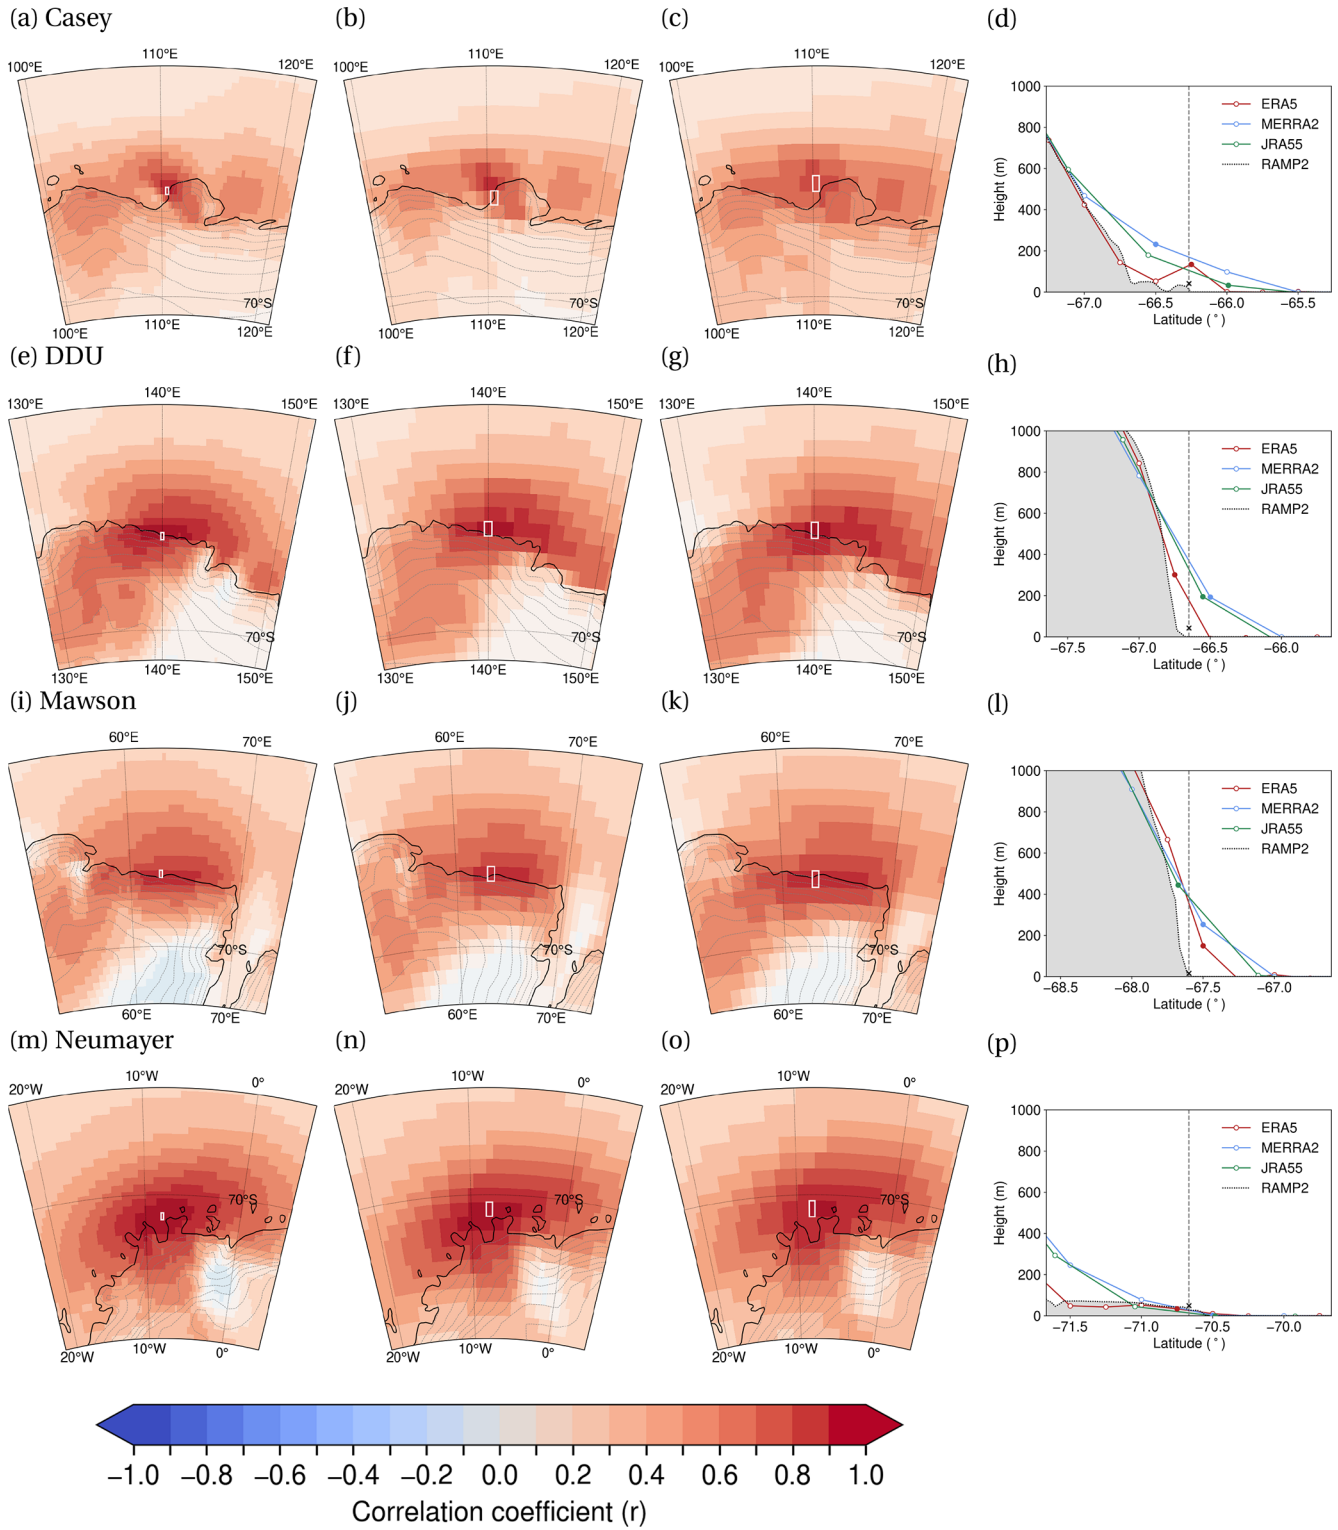 (a) Casey (b) (c) (d)
100°E 110°E 120°E 100°E 110°E 120°E 100°E 110°E 120°E
70°S 70°S 70°S
100°E 110°E 120°E 100°E 110°E 120°E 100°E 110°E 120°E
1000
800
600
400
200
0
Height (m)
ERA5
MERRA2
JRA55
RAMP2
−67.0 −66.5 −66.0 −65.5
Latitude (°)
(e) DDU (f) (g) (h)
130°E 140°E 150°E 130°E 140°E 150°E 130°E 140°E 150°E
70°S 70°S 70°S
130°E 140°E 150°E 130°E 140°E 150°E 130°E 140°E 150°E
1000
800
600
400
200
0
Height (m)
ERA5
MERRA2
JRA55
RAMP2
−67.5 −67.0 −66.5 −66.0
Latitude (°)
(i) Mawson (j) (k) (l)
60°E 70°E 60°E 70°E 60°E 70°E
70°S 70°S 70°S
60°E 70°E 60°E 70°E 60°E 70°E
1000
800
600
400
200
0
Height (m)
ERA5
MERRA2
JRA55
RAMP2
−68.5 −68.0 −67.5 −67.0
Latitude (°)
(m) Neumayer (n) (o) (p)
20°W 10°W 0° 20°W 10°W 0° 20°W 10°W 0°
70°S 70°S 70°S
20°W 10°W 0° 20°W 10°W 0° 20°W 10°W 0°
1000
800
600
400
200
0
Height (m)
ERA5
MERRA2
JRA55
RAMP2
−71.5 −71.0 −70.5 −70.0
Latitude (°)
−1.0 −0.8 −0.6 −0.4 −0.2 0.0 0.2 0.4 0.6 0.8 1.0
Correlation coefficient (r)